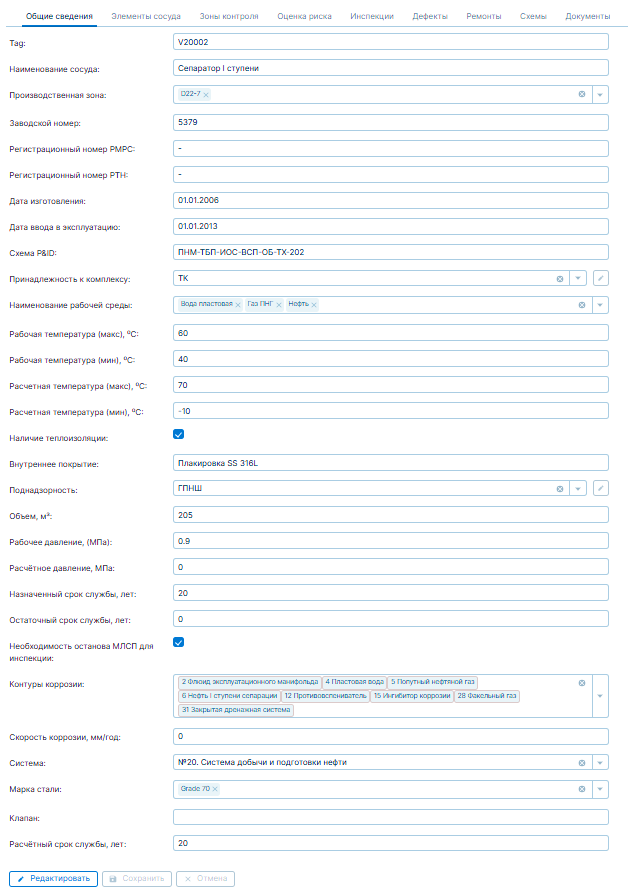 Общие сведения Элементы сосуда Зоны контроля Оценка риска Инспекции Дефекты Ремонты Схемы Документы
Tag: V20002
Наименование сосуда: Сепаратор I ступени
Производственная зона: D22-7
Заводской номер: 5379
Регистрационный номер РМРС: -
Регистрационный номер РТН: -
Дата изготовления: 01.01.2006
Дата ввода в эксплуатацию: 01.01.2013
Схема P&ID: ПНМ-ТБП-ИОС-ВСП-ОБ-ТХ-202
Принадлежность к комплексу: ТК
Наименование рабочей среды: Вода пластовая Газ ПНГ Нефть
Рабочая температура (макс), ºС: 60
Рабочая температура (мин), ºС: 40
Расчетная температура (макс), ºС: 70
Расчетная температура (мин), ºС: -10
Наличие теплоизоляции:
Внутреннее покрытие: Плакировка SS 316L
Поднадзорность: ГПНШ
Объем, м³: 205
Рабочее давление, (МПа): 0.9
Расчётное давление, МПа: 0
Назначенный срок службы, лет: 20
Остаточный срок службы, лет: 0
Необходимость останова МЛСП для
инспекции:
Контуры коррозии: 2 Флюид эксплуатационного манифольда 4 Пластовая вода 5 Попутный нефтяной газ
6 Нефть I ступени сепарации 12 Противовспениватель 15 Ингибитор коррозии 28 Факельный газ
31 Закрытая дренажная система
Скорость коррозии, мм/год: 0
Система: №20. Система добычи и подготовки нефти
Марка стали: Grade 70
Клапан:
Расчётный срок службы, лет: 20
Редактировать Сохранить Отмена